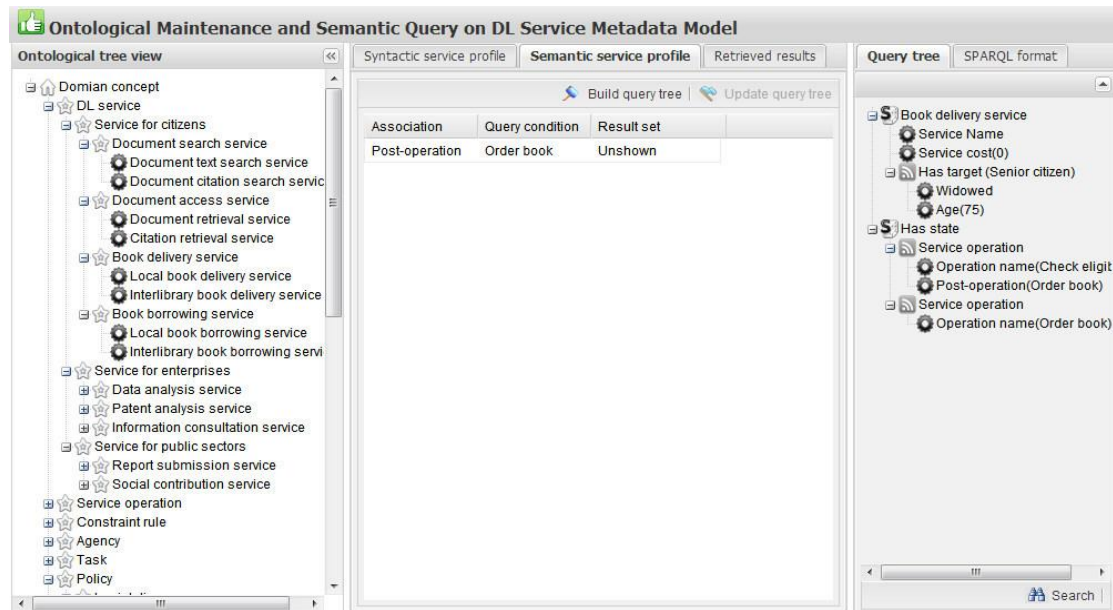 Ontological Maintenance and Semantic Query on DL Service Metadata Model
Ontological tree view
Domian concept
DL service
Service for citizens
Document search service
Document text search service
Document citation search servic
Document access service
Document retrieval service
Citation retrieval service
Book delivery service
Local book delivery service
Interlibrary book delivery service
Book borrowing service
Local book borrowing service
Interlibrary book borrowing servi
Service for enterprises
Data analysis service
Patent analysis service
Information consultation service
Service for public sectors
Report submission service
Social contribution service
Service operation
Constraint rule
Agency
Task
Policy
Syntactic service profile Semantic service profile Retrieved results
Build query tree Update query tree
Association Query condition Result set
Post-operation Order book Unshown
Query tree SPARQL format
Book delivery service
Service Name
Service cost(0)
Has target (Senior citizen)
Widowed
Age(75)
Has state
Service operation
Operation name(Check eligib
Post-operation(Order book)
Service operation
Operation name(Order book)
Search